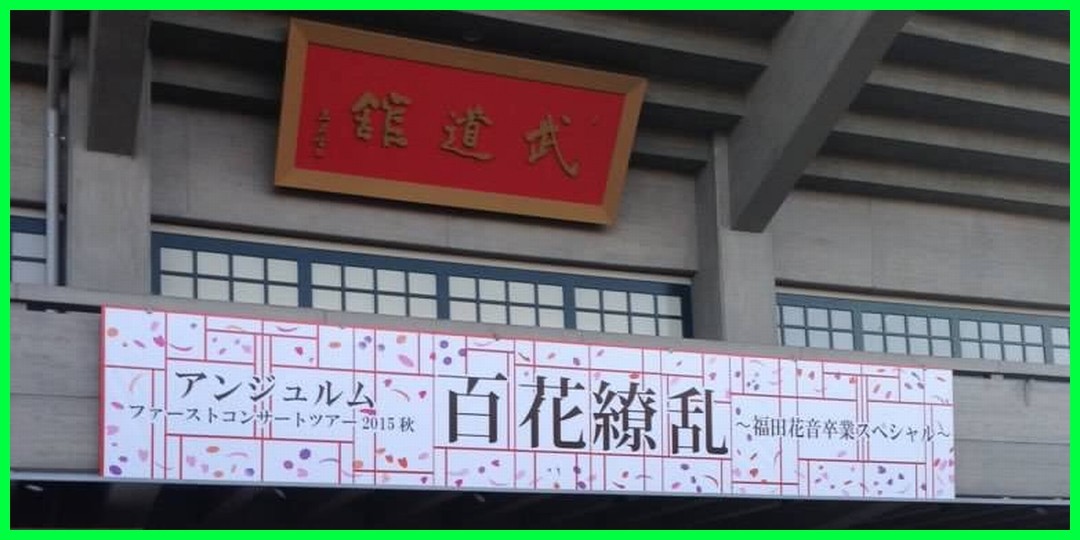 館道武
アンジュルム
ファーストコンサートツアー 2015 秋
百花繚乱
～福田花音卒業スペシャル～